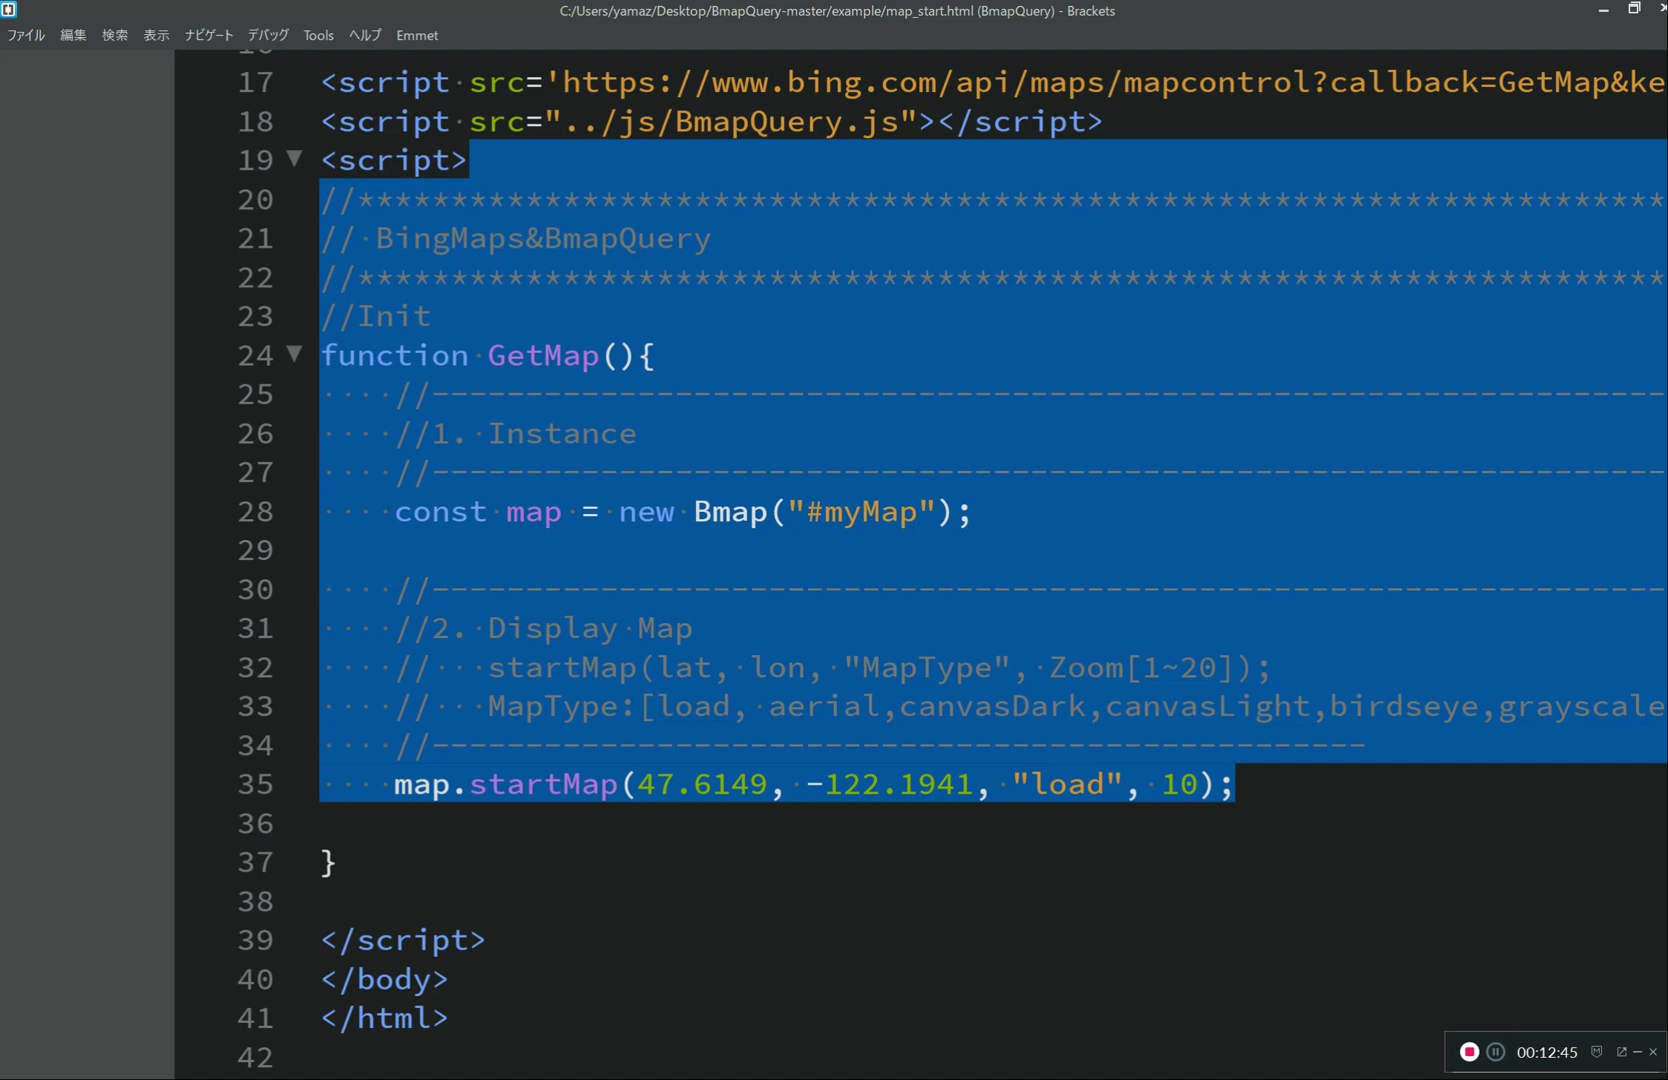 C:/Users/yamaz/Desktop/BmapQuery-master/example/map_start.html (BmapQuery) - Brackets
ファイル 編集 検索 表示 ナビゲート デバッグ Tools ヘルプ Emmet
17 <script src='https://www.bing.com/api/maps/mapcontrol?callback=GetMap&ke
18 <script src="../js/BmapQuery.js"></script>
19 <script>
20 //**********************************************************************
21 // BingMaps&BmapQuery
22 //**********************************************************************
23 //Init
24 function GetMap(){
25 //------------------------------------------------------------------
26 //1. Instance
27 //------------------------------------------------------------------
28 const map = new Bmap("#myMap");
29
30 //------------------------------------------------------------------
31 //2. Display Map
32 //   startMap(lat, lon, "MapType", Zoom[1~20]);
33 //   MapType:[load, aerial,canvasDark,canvasLight,birdseye,grayscale
34 //--------------------------------------------------
35 map.startMap(47.6149, -122.1941, "load", 10);
36
37 }
38
39 </script>
40 </body>
41 </html>
42
00:12:45